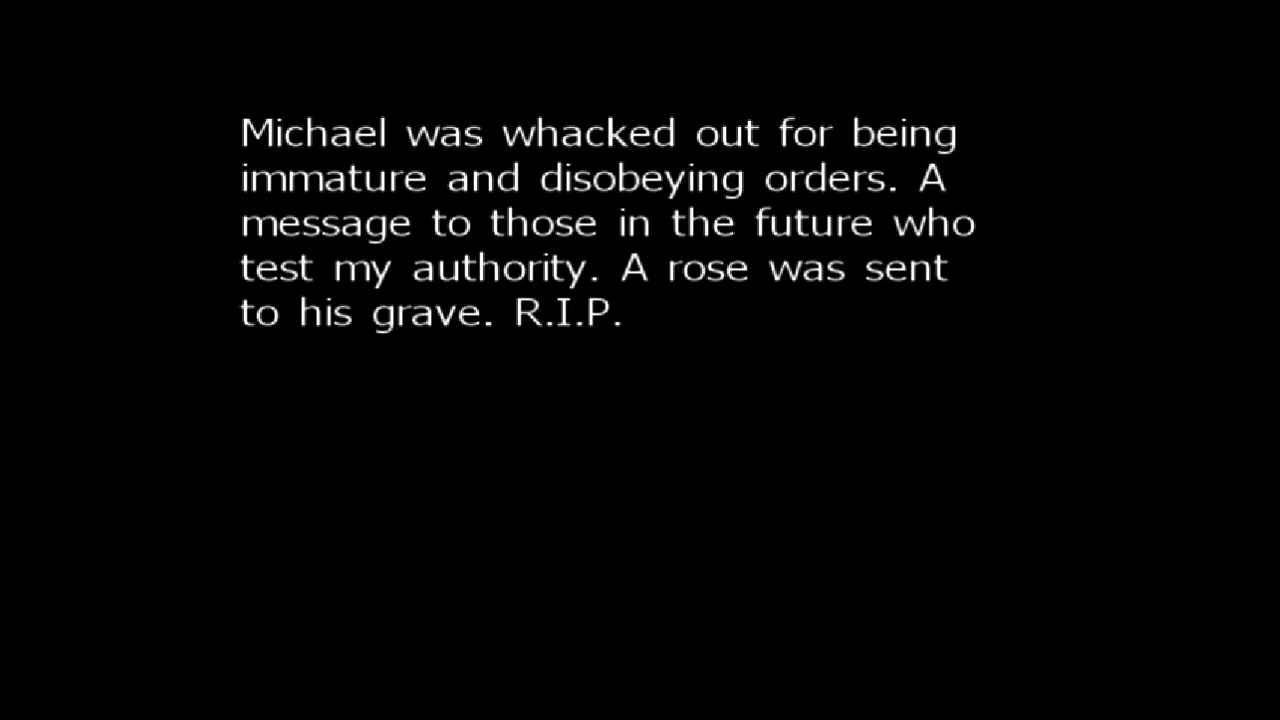 Michael was whacked out for being
immature and disobeying orders. A
message to those in the future who
test my authority. A rose was sent
to his grave. R.I.P.